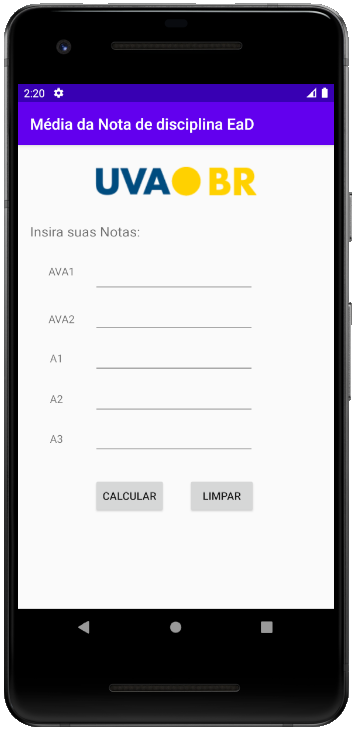 2:20
Média da Nota de disciplina EaD
UVA BR
Insira suas Notas:
AVA1
AVA2
A1
A2
A3
CALCULAR LIMPAR